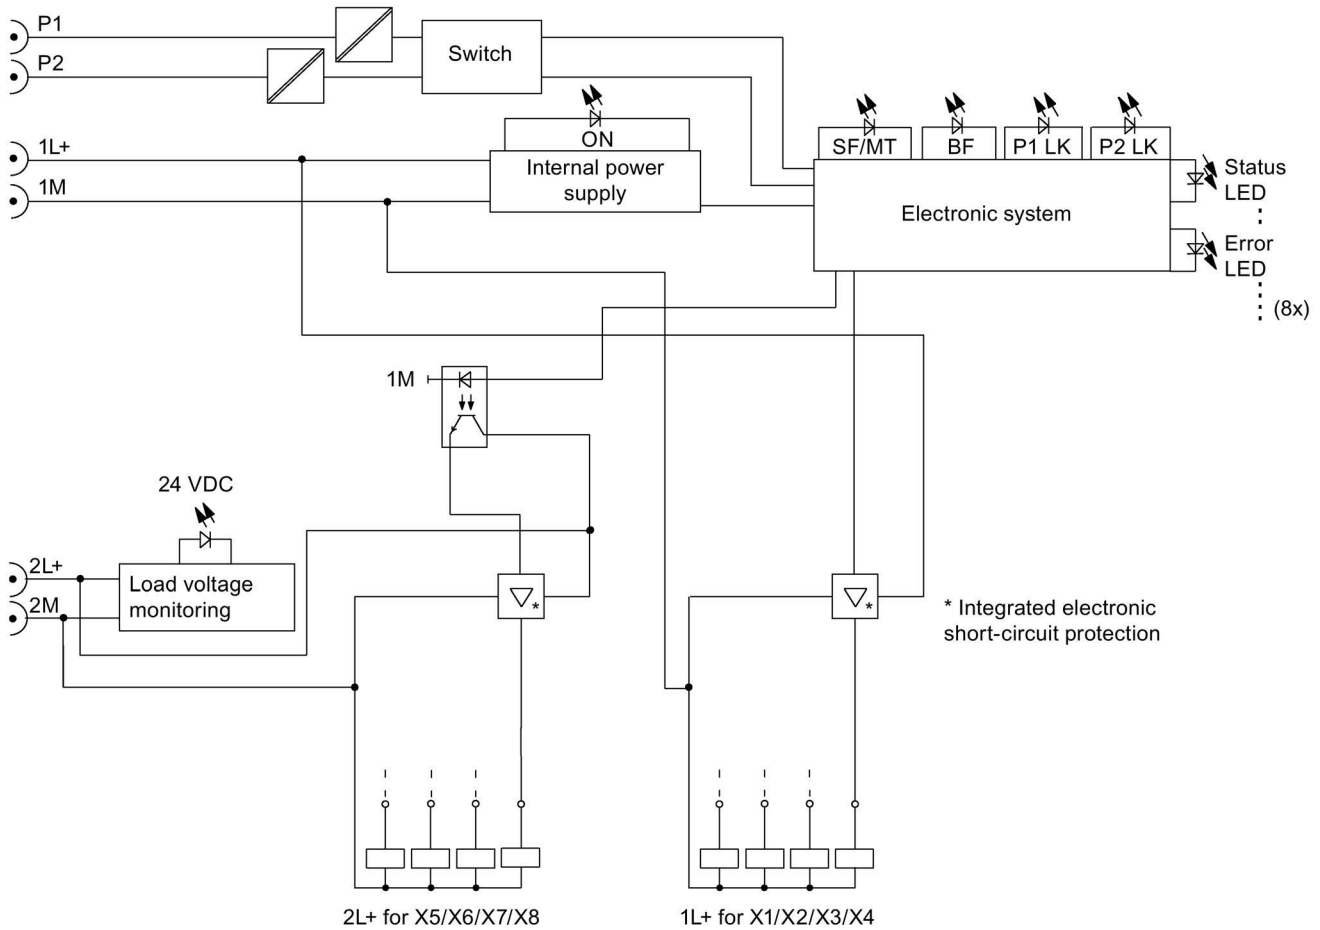 P1
P2
Switch
1L+
1M
ON
Internal power
supply
SF/MT
BF
P1 LK
P2 LK
Electronic system
Status
LED
Error
LED
(8x)
1M
24 VDC
2L+
2M
Load voltage
monitoring
*
*
* Integrated electronic
short-circuit protection
2L+ for X5/X6/X7/X8
1L+ for X1/X2/X3/X4